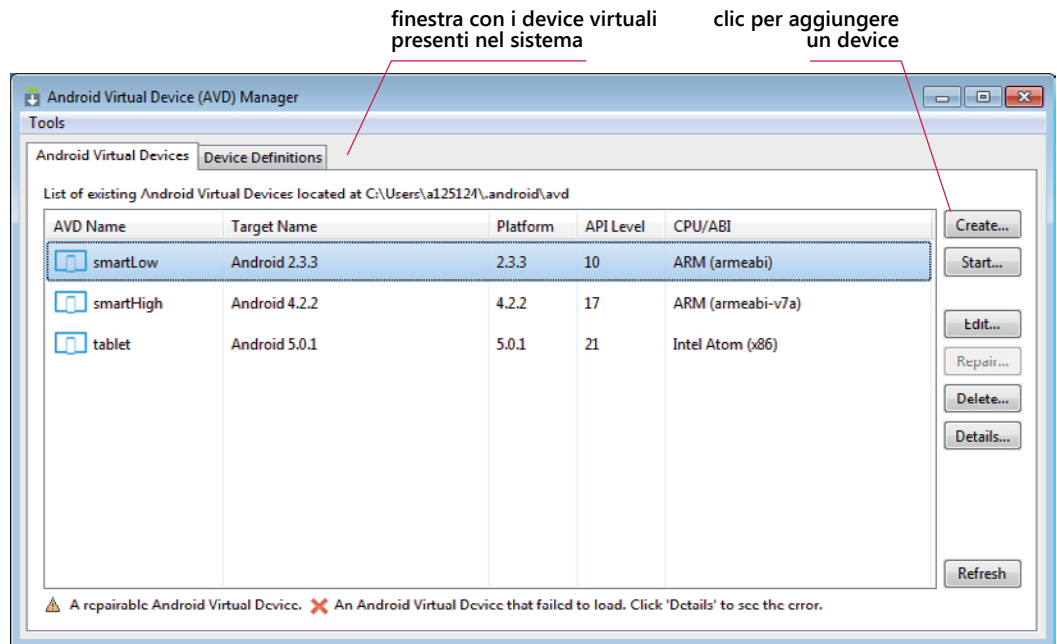 finestra con i device virtuali
presenti nel sistema
clic per aggiungere
un device
Android Virtual Device (AVD) Manager
Tools
Android Virtual Devices Device Definitions
List of existing Android Virtual Devices located at C:\Users\a125124\.android\avd
AVD Name Target Name Platform API Level CPU/ABI
Create...
smartLow Android 2.3.3 2.3.3 10 ARM (armeabi)
Start...
smartHigh Android 4.2.2 4.2.2 17 ARM (armeabi-v7a)
Edit...
tablet Android 5.0.1 5.0.1 21 Intel Atom (x86)
Repair...
Delete...
Details...
Refresh
A repairable Android Virtual Device. An Android Virtual Device that failed to load. Click 'Details' to see the error.